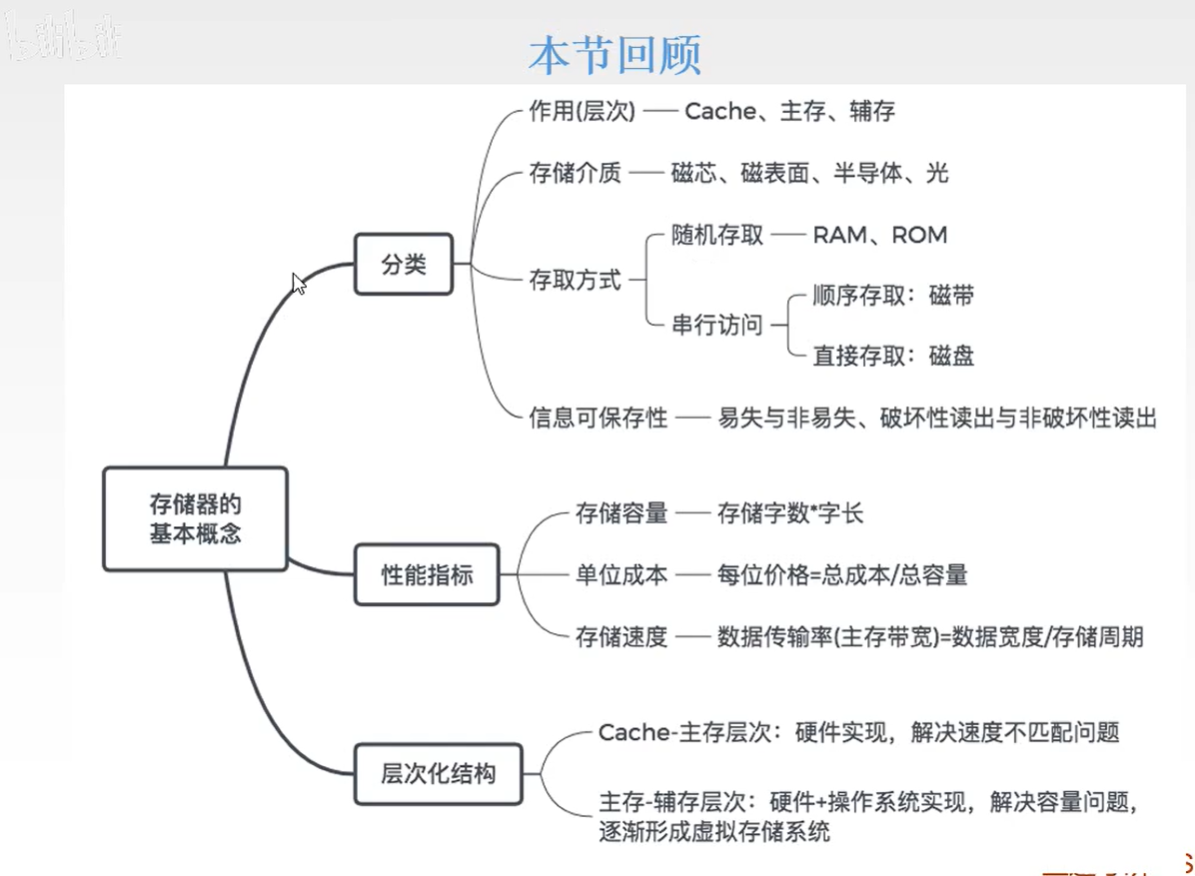 bilibili
本节回顾
作用(层次)
Cache、主存、辅存
存储介质
磁芯、磁表面、半导体、光
分类
存取方式
随机存取
RAM、ROM
串行访问
顺序存取：磁带
直接存取：磁盘
信息可保存性
易失与非易失、破坏性读出与非破坏性读出
存储器的
基本概念
性能指标
存储容量
存储字数*字长
单位成本
每位价格=总成本/总容量
存储速度
数据传输率(主存带宽)=数据宽度/存储周期
层次化结构
Cache-主存层次：硬件实现，解决速度不匹配问题
主存-辅存层次：硬件+操作系统实现，解决容量问题，
逐渐形成虚拟存储系统